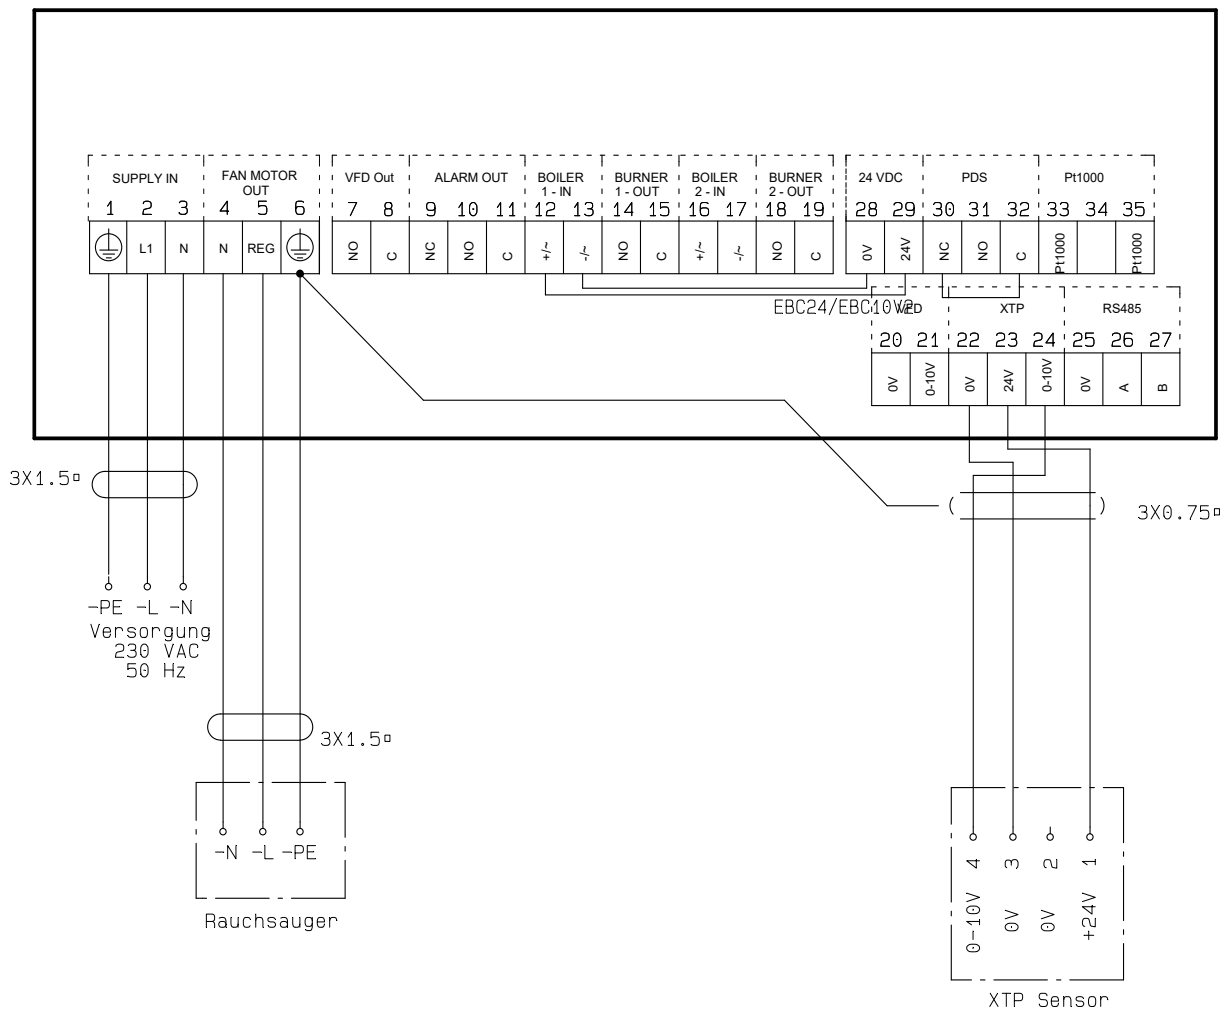 SUPPLY IN FAN MOTOR VFD Out ALARM OUT BOILER BURNER BOILER BURNER 24 VDC PDS Pt1000
OUT 1 - IN 1 - OUT 2 - IN 2 - OUT
1 2 3 4 5 6 7 8 9 10 11 12 13 14 15 16 17 18 19 28 29 30 31 32 33 34 35
L1 N N REG NO C NC NO C +/~ -/~ NO C +/~ -/~ NO C 0V 24V NC NO C Pt1000 Pt1000
EBC24/EBC10V2 VFD XTP RS485
20 21 22 23 24 25 26 27
0V 0-10V 0V 24V 0-10V 0V A B
3X1.5▫
3X0.75▫
-PE -L -N
Versorgung
230 VAC
50 Hz
3X1.5▫
-N -L -PE
Rauchsauger
4 3 2 1
0-10V 0V 0V +24V
XTP Sensor